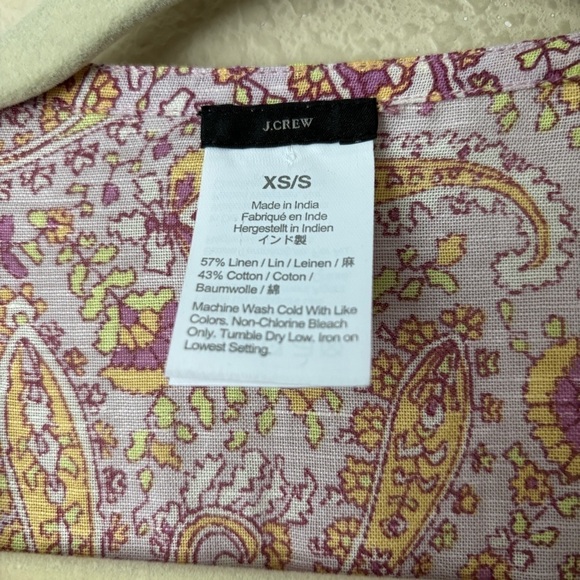 J.CREW
XS/S
Made in India
Fabriqué en Inde
Hergestellt in Indien
インド製
57% Linen / Lin / Leinen / 麻
43% Cotton / Coton /
Baumwolle / 綿
Machine Wash Cold With Like
Colors. Non-Chlorine Bleach
Only. Tumble Dry Low. Iron on
Lowest Setting.